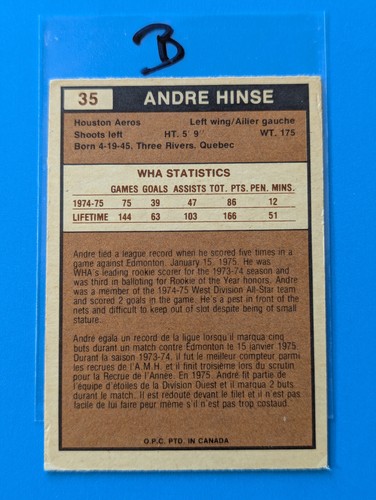 B
35 ANDRE HINSE
Houston Aeros Left wing/Ailier gauche
Shoots left HT. 5' 9" WT. 175
Born 4-19-45, Three Rivers, Quebec
WHA STATISTICS
GAMES GOALS ASSISTS TOT. PTS. PEN. MINS.
1974-75 75 39 47 86 12
LIFETIME 144 63 103 166 51
Andre tied a league record when he scored five times in a
game against Edmonton, January 15, 1975. He was
WHA's leading rookie scorer for the 1973-74 season and
was third in balloting for Rookie of the Year honors. Andre
was a member of the 1974-75 West Division All-Star team
and scored 2 goals in the game. He's a pest in front of the
nets and difficult to keep out of slot despite being of small
stature.
Andre égala un record de la ligue lorsqu'il marqua cinq
buts durant un match contre Edmonton le 15 janvier 1975
Durant la saison 1973-74, il fut le meilleur compteur parmi
les recrues de l'A.M.H. et il finit troisième lors du scrutin
pour la Recrue de l'Année. En 1975, André fit partie de
l'équipe d'étoiles de la Division Ouest et il marqua 2 buts
durant le match. Il est redouté devant le filet et il n'est pas
facile de lui faire peur même s'il n'est pas trop costaud.
O.P.C. PTD. IN CANADA